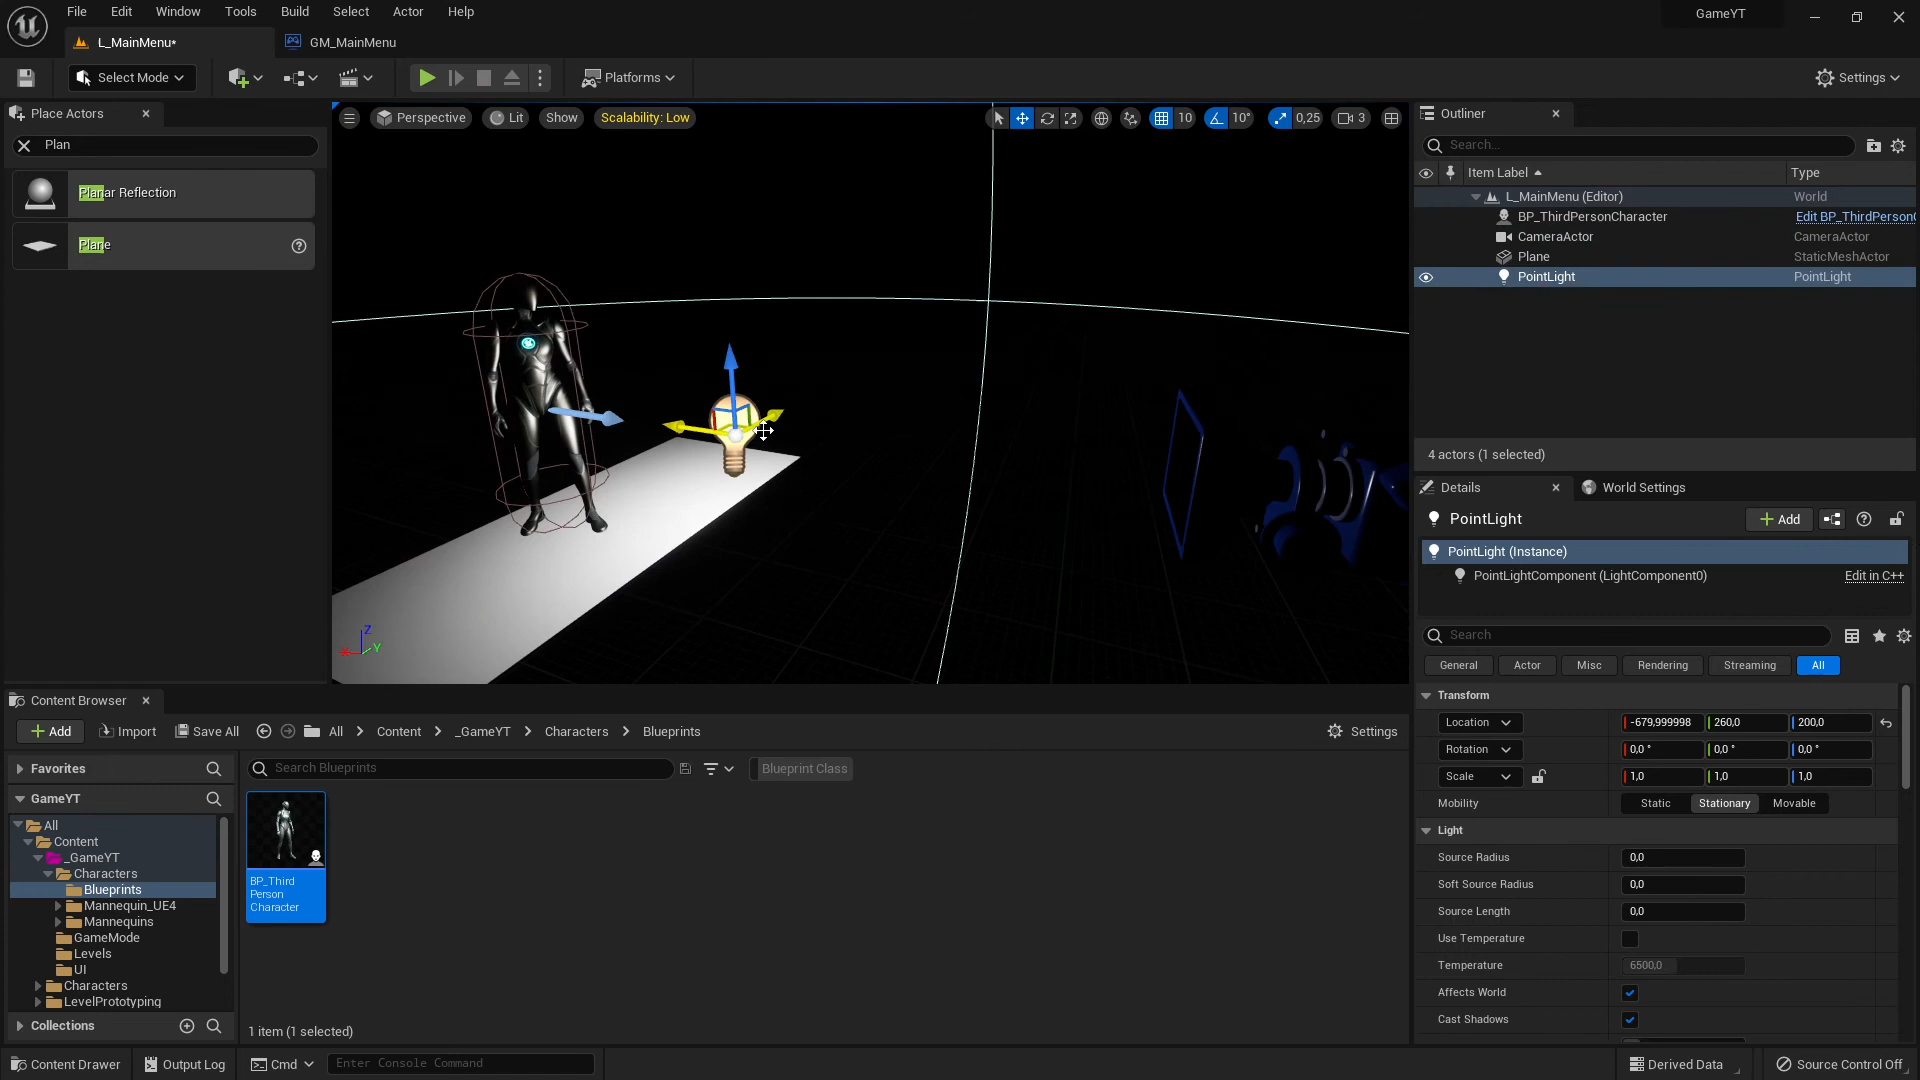 File Edit Window Tools Build Select Actor Help
GameYT
L_MainMenu*
GM_MainMenu
Select Mode
Platforms
Settings
Place Actors
Plan
Planar Reflection
Plane
Perspective
Lit
Show
Scalability: Low
10
10°
0,25
3
Z
X
Y
Outliner
Search...
Item Label
Type
L_MainMenu (Editor)
World
BP_ThirdPersonCharacter
Edit BP_ThirdPerson
CameraActor
CameraActor
Plane
StaticMeshActor
PointLight
PointLight
4 actors (1 selected)
Details
World Settings
PointLight
Add
PointLight (Instance)
PointLightComponent (LightComponent0)
Edit in C++
Search
General
Actor
Misc
Rendering
Streaming
All
Transform
Location
-679,999998
260,0
200,0
Rotation
0,0 °
0,0 °
0,0 °
Scale
1,0
1,0
1,0
Mobility
Static
Stationary
Movable
Light
Source Radius
0,0
Soft Source Radius
0,0
Source Length
0,0
Use Temperature
Temperature
6500,0
Affects World
Cast Shadows
Content Browser
Add
Import
Save All
All
Content
_GameYT
Characters
Blueprints
Settings
Favorites
Search Blueprints
Blueprint Class
GameYT
All
Content
_GameYT
Characters
Blueprints
Mannequin_UE4
Mannequins
GameMode
Levels
UI
Characters
LevelPrototyping
Collections
BP_Third
Person
Character
1 item (1 selected)
Content Drawer
Output Log
Cmd
Enter Console Command
Derived Data
Source Control Off